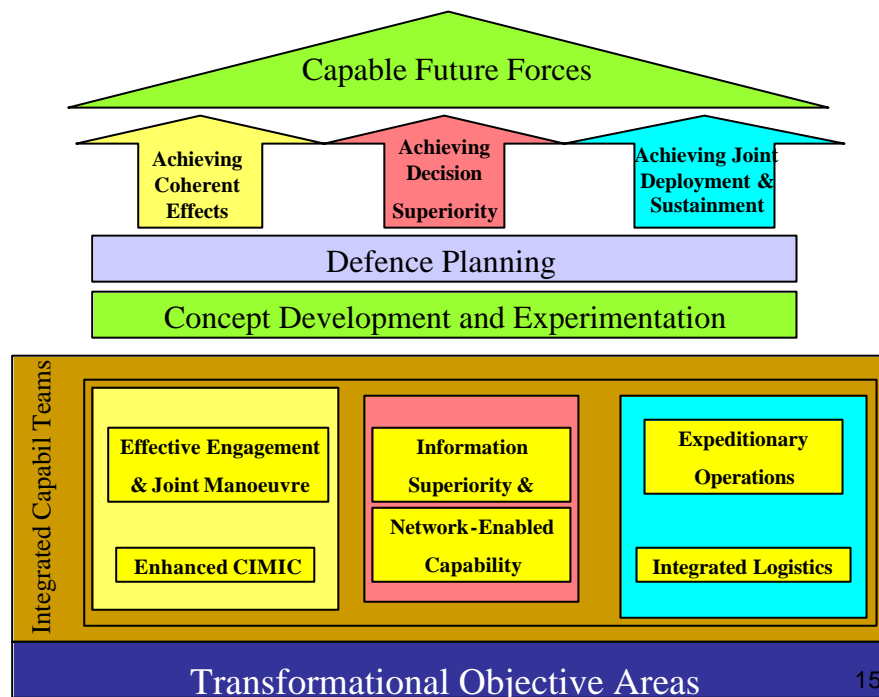 Capable Future Forces
Achieving
Coherent
Effects
Achieving
Decision
Superiority
Achieving Joint
Deployment &
Sustainment
Defence Planning
Concept Development and Experimentation
Integrated Capabil Teams
Effective Engagement
& Joint Manoeuvre
Enhanced CIMIC
Information
Superiority &
Network-Enabled
Capability
Expeditionary
Operations
Integrated Logistics
Transformational Objective Areas
15